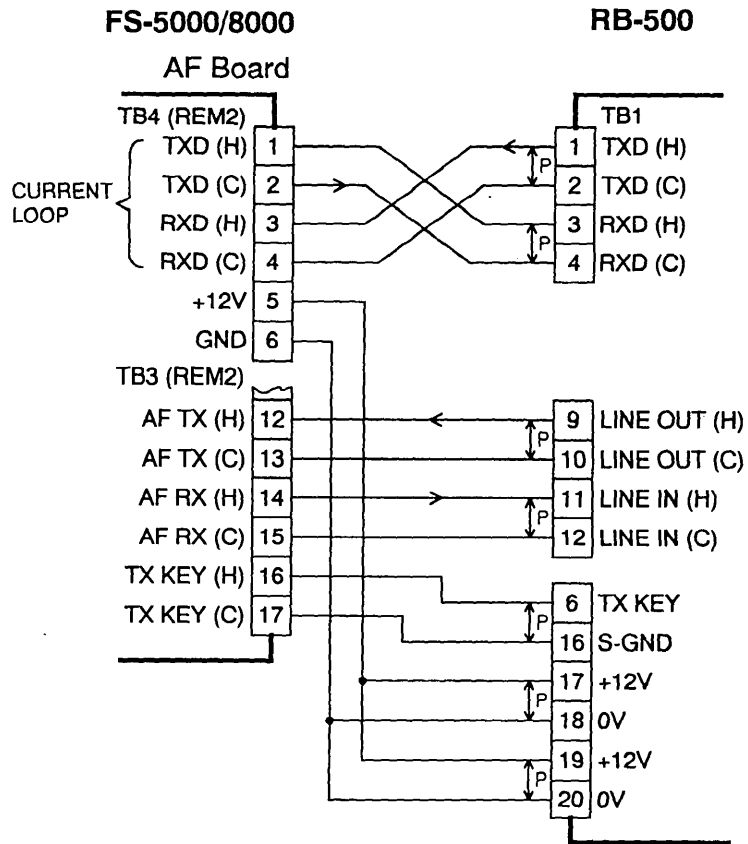 FS-5000/8000 RB-500
AF Board
TB4 (REM2) TB1
TXD (H) 1 1 TXD (H)
P
TXD (C) 2 2 TXD (C)
CURRENT LOOP
RXD (H) 3 3 RXD (H)
P
RXD (C) 4 4 RXD (C)
+12V 5
GND 6
TB3 (REM2)
AF TX (H) 12 9 LINE OUT (H)
P
AF TX (C) 13 10 LINE OUT (C)
AF RX (H) 14 11 LINE IN (H)
P
AF RX (C) 15 12 LINE IN (C)
TX KEY (H) 16 6 TX KEY
P
TX KEY (C) 17 16 S-GND
17 +12V
P
18 0V
19 +12V
P
20 0V